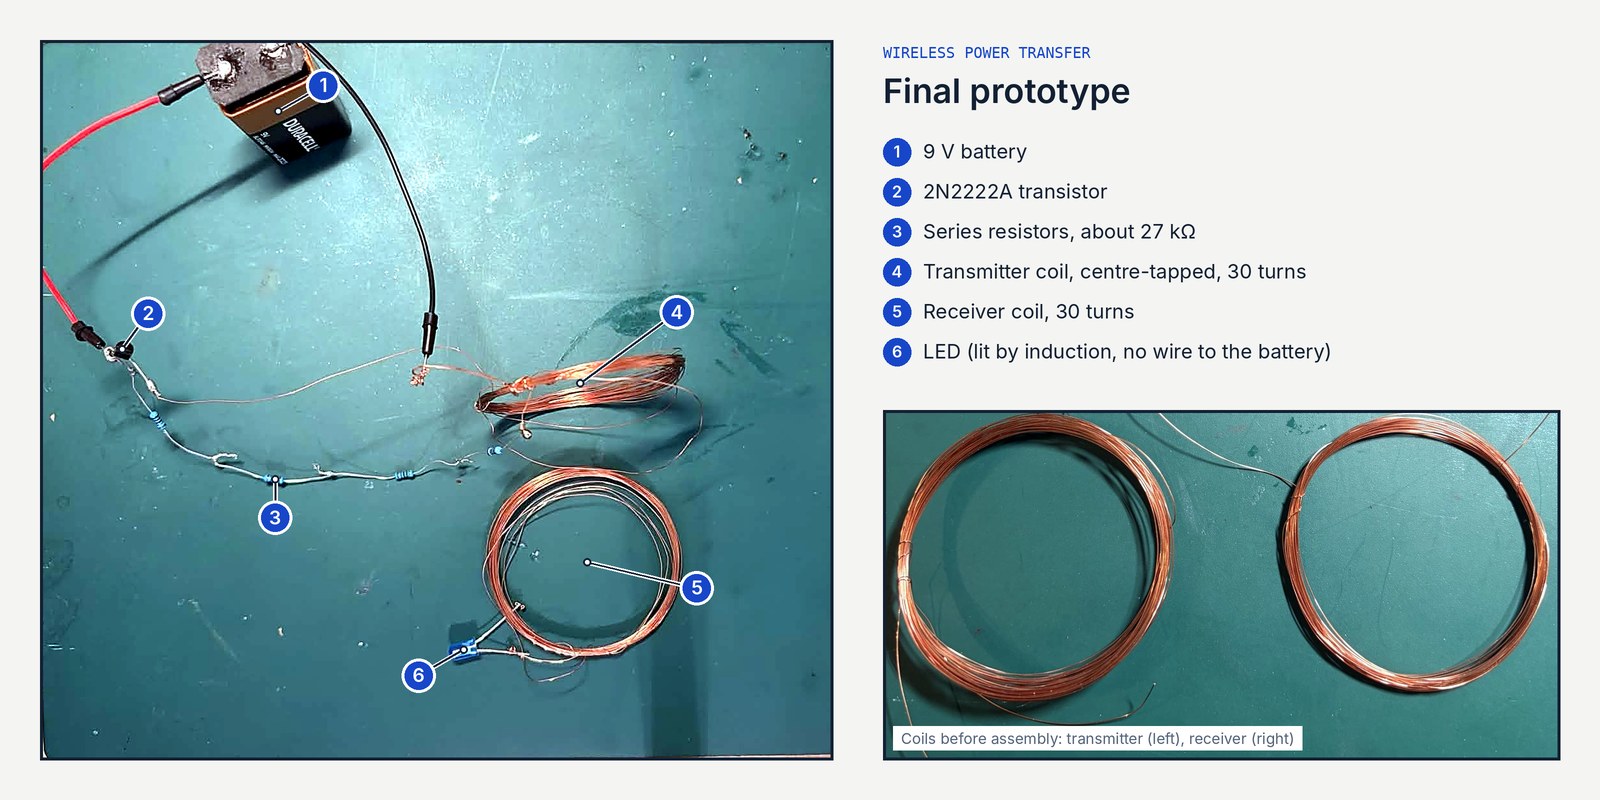 WIRELESS POWER TRANSFER
Final prototype
1 9 V battery
2 2N2222A transistor
3 Series resistors, about 27 kΩ
4 Transmitter coil, centre-tapped, 30 turns
5 Receiver coil, 30 turns
6 LED (lit by induction, no wire to the battery)
1
DURACELL
9V
2
4
3
5
6
Coils before assembly: transmitter (left), receiver (right)